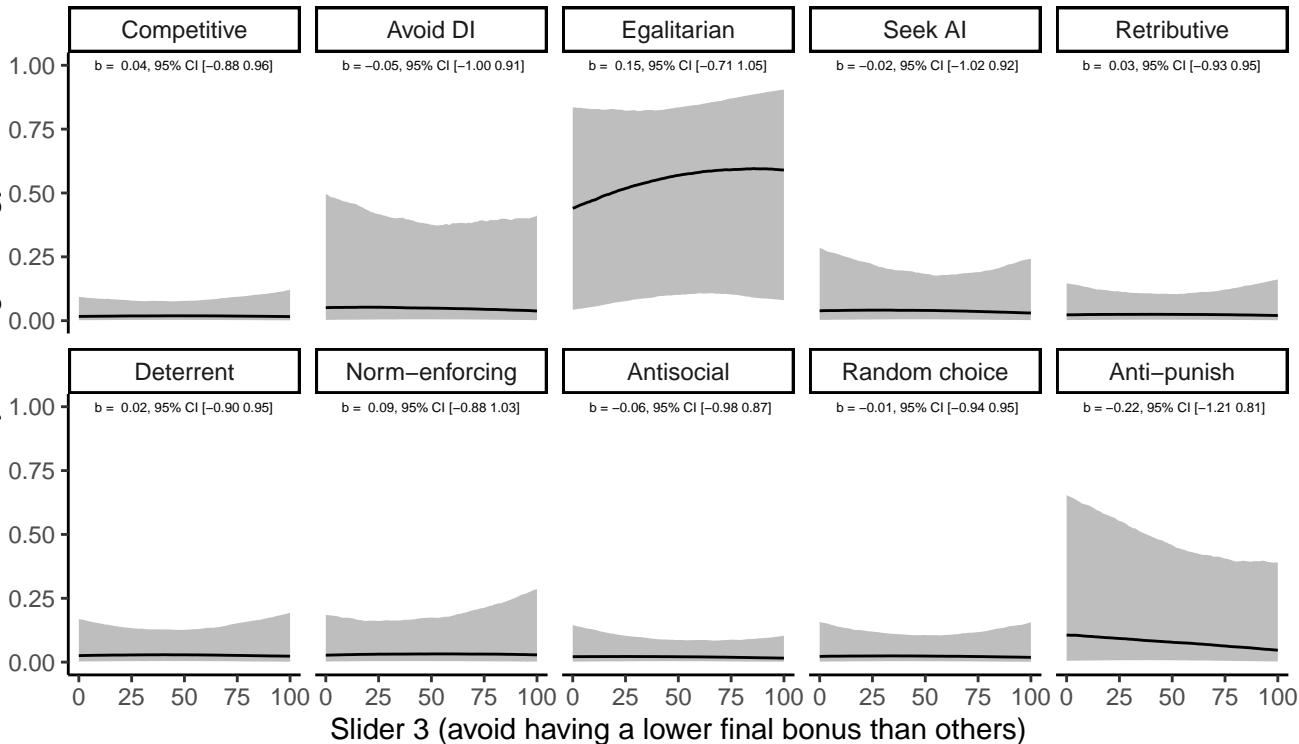 Competitive Avoid DI Egalitarian Seek AI Retributive
b = 0.04, 95% CI [−0.88 0.96] b = −0.05, 95% CI [−1.00 0.91] b = 0.15, 95% CI [−0.71 1.05] b = −0.02, 95% CI [−1.02 0.92] b = 0.03, 95% CI [−0.93 0.95]
1.00
0.75
0.50
0.25
0.00
Deterrent Norm−enforcing Antisocial Random choice Anti−punish
b = 0.02, 95% CI [−0.90 0.95] b = 0.09, 95% CI [−0.88 1.03] b = −0.06, 95% CI [−0.98 0.87] b = −0.01, 95% CI [−0.94 0.95] b = −0.22, 95% CI [−1.21 0.81]
1.00
0.75
0.50
0.25
0.00
0 25 50 75 100 0 25 50 75 100 0 25 50 75 100 0 25 50 75 100 0 25 50 75 100
Slider 3 (avoid having a lower final bonus than others)